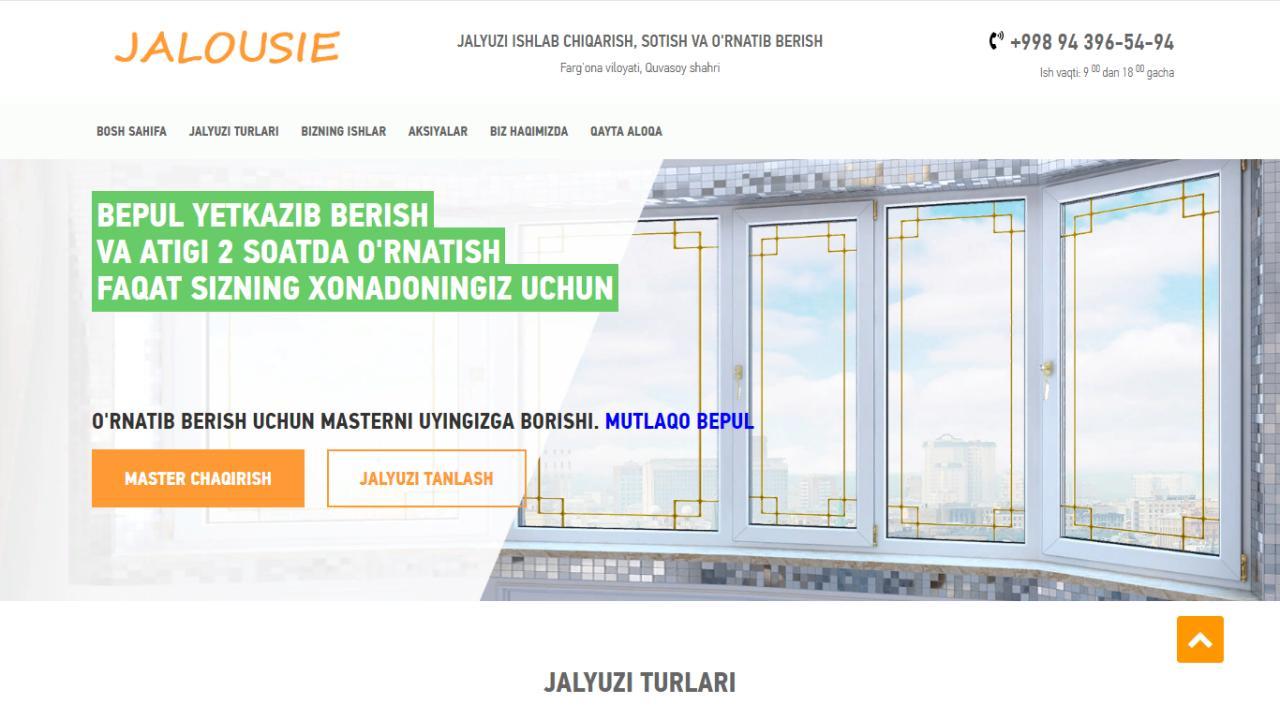 JALOUSIE
JALYUZI ISHLAB CHIQARISH, SOTISH VA O'RNATIB BERISH
Farg'ona viloyati, Quvasoy shahri
+998 94 396-54-94
Ish vaqti: 9 00 dan 18 00 gacha
BOSH SAHIFA JALYUZI TURLARI BIZNING ISHLAR AKSIYALAR BIZ HAQIMIZDA QAYTA ALOQA
BEPUL YETKAZIB BERISH
VA ATIGI 2 SOATDA O'RNATISH
FAQAT SIZNING XONADONINGIZ UCHUN
O'RNATIB BERISH UCHUN MASTERNI UYINGIZGA BORISHI. MUTLAQO BEPUL
MASTER CHAQIRISH JALYUZI TANLASH
JALYUZI TURLARI